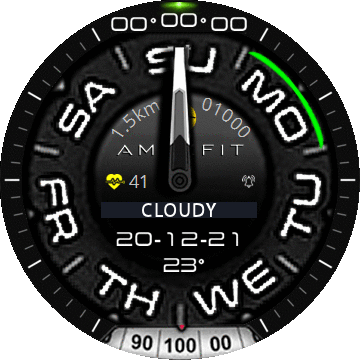 00:00:00
SU
MO
TU
WE
TH
FR
SA
1.5km
01000
AM FIT
41
CLOUDY
20-12-21
23°
90 100 00